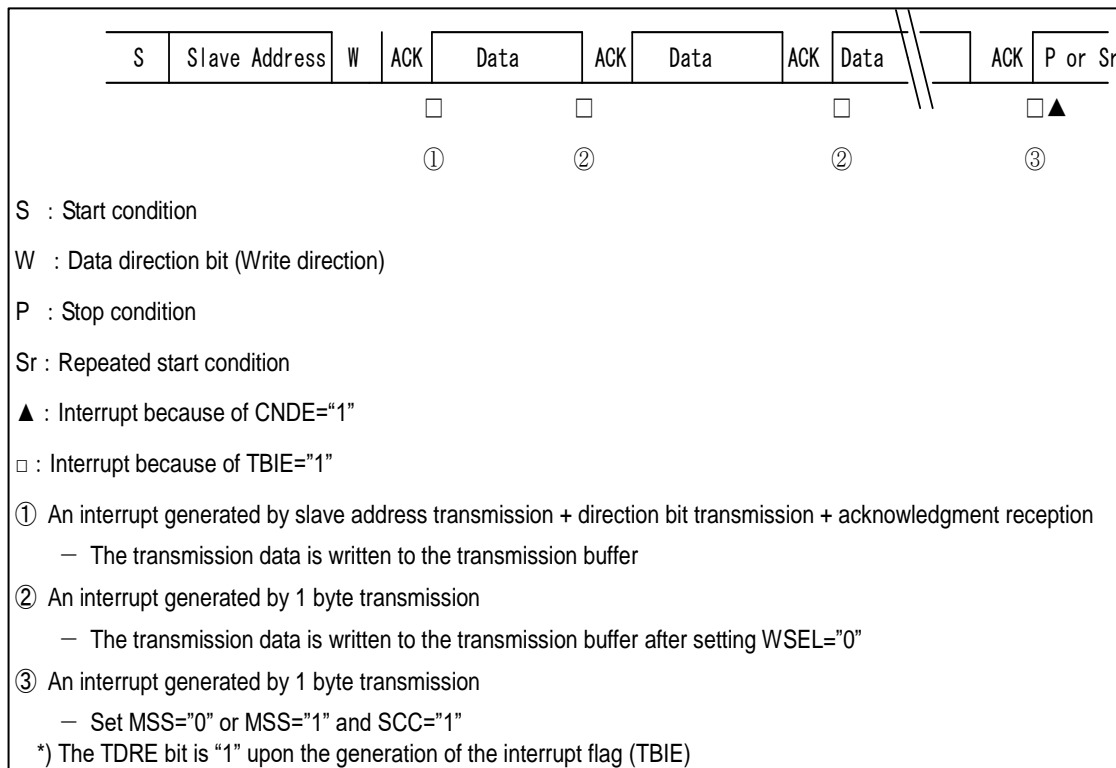 S Slave Address W ACK Data ACK Data ACK Data ACK P or Sr
□ □ □ □▲
① ② ② ③
S : Start condition
W : Data direction bit (Write direction)
P : Stop condition
Sr : Repeated start condition
▲ : Interrupt because of CNDE=“1”
□ : Interrupt because of TBIE=”1”
① An interrupt generated by slave address transmission + direction bit transmission + acknowledgment reception
－ The transmission data is written to the transmission buffer
② An interrupt generated by 1 byte transmission
－ The transmission data is written to the transmission buffer after setting WSEL=”0”
③ An interrupt generated by 1 byte transmission
－ Set MSS=”0” or MSS=”1” and SCC=”1”
*) The TDRE bit is “1” upon the generation of the interrupt flag (TBIE)